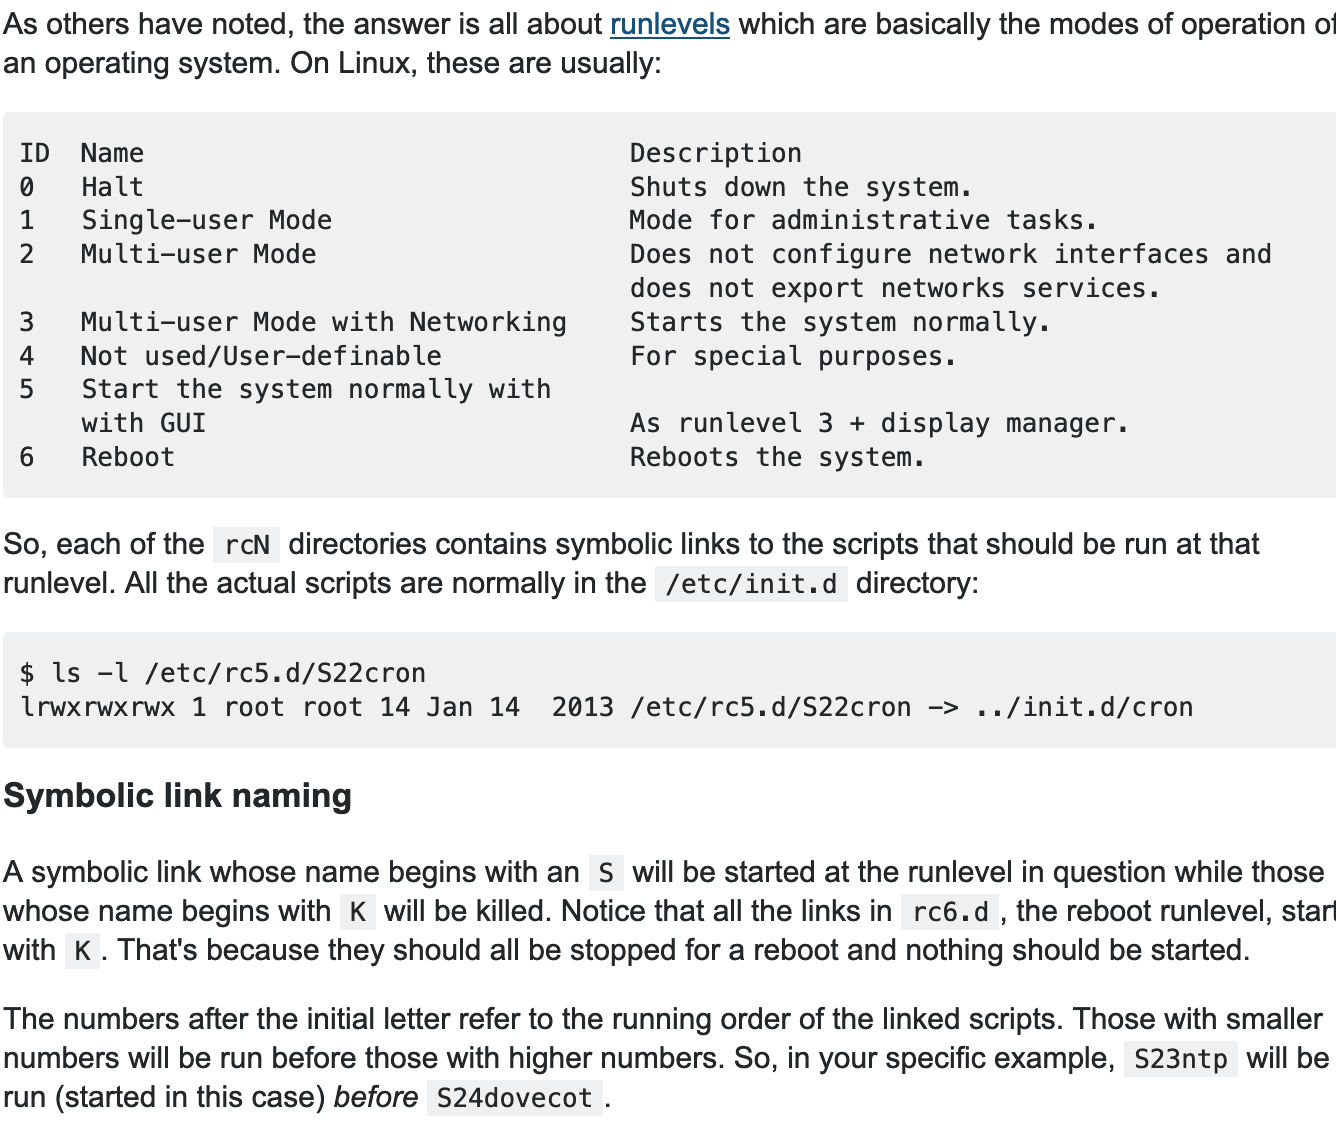 As others have noted, the answer is all about runlevels which are basically the modes of operation of
an operating system. On Linux, these are usually:
ID  Name                               Description
0   Halt                               Shuts down the system.
1   Single-user Mode                   Mode for administrative tasks.
2   Multi-user Mode                    Does not configure network interfaces and
                                       does not export networks services.
3   Multi-user Mode with Networking    Starts the system normally.
4   Not used/User-definable            For special purposes.
5   Start the system normally with
    with GUI                           As runlevel 3 + display manager.
6   Reboot                             Reboots the system.
So, each of the rcN directories contains symbolic links to the scripts that should be run at that
runlevel. All the actual scripts are normally in the /etc/init.d directory:
$ ls -l /etc/rc5.d/S22cron
lrwxrwxrwx 1 root root 14 Jan 14  2013 /etc/rc5.d/S22cron -> ../init.d/cron
Symbolic link naming
A symbolic link whose name begins with an S will be started at the runlevel in question while those
whose name begins with K will be killed. Notice that all the links in rc6.d, the reboot runlevel, start
with K. That's because they should all be stopped for a reboot and nothing should be started.
The numbers after the initial letter refer to the running order of the linked scripts. Those with smaller
numbers will be run before those with higher numbers. So, in your specific example, S23ntp will be
run (started in this case) before S24dovecot.